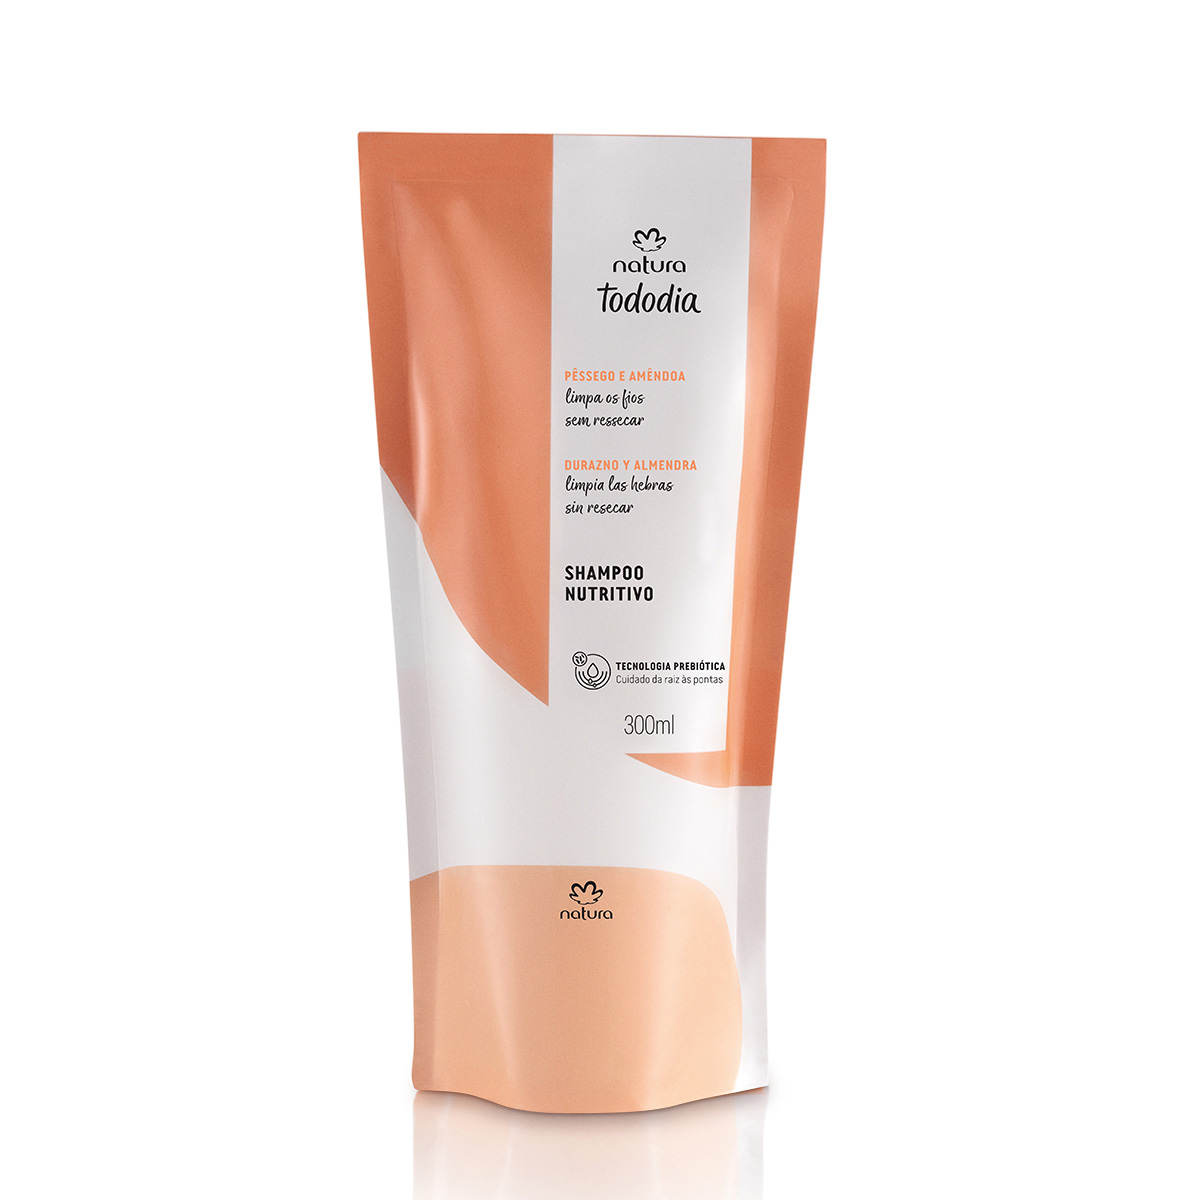 natura
Tododia
PÊSSEGO E AMÊNDOA
limpa os fios
sem ressecar
DURAZNO Y ALMENDRA
limpia las hebras
sin resecar
SHAMPOO
NUTRITIVO
TECNOLOGIA PREBIÓTICA
Cuidado da raiz às pontas
300ml
natura